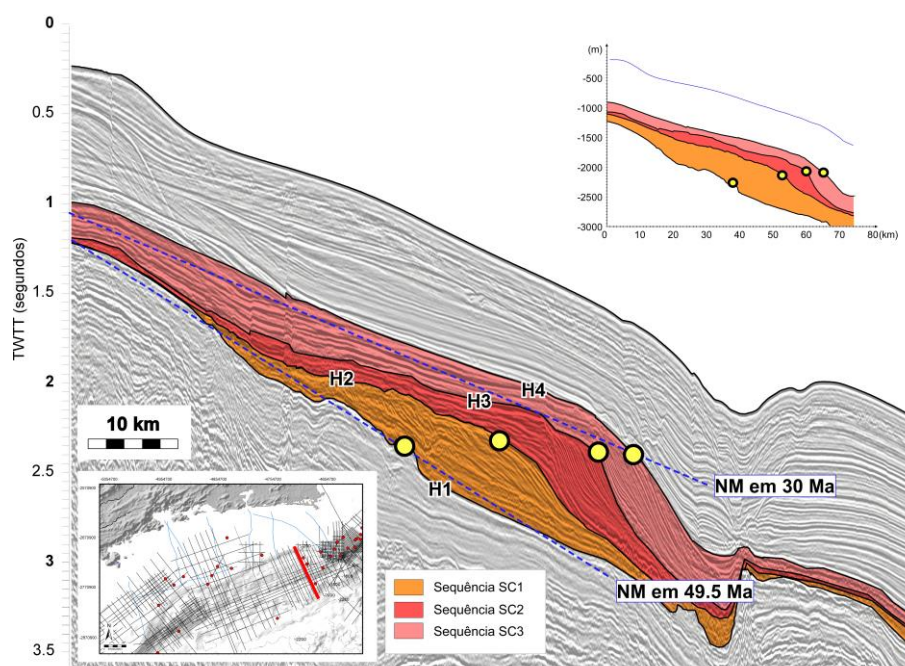 0
0.5
1
1.5
2
2.5
3
3.5
TWTT (segundos)
(m)
-500
-1000
-1500
-2000
-2500
-3000
0 10 20 30 40 50 60 70 80(km)
H2
H3
H4
H1
NM em 30 Ma
NM em 49.5 Ma
10 km
Sequência SC1
Sequência SC2
Sequência SC3
N